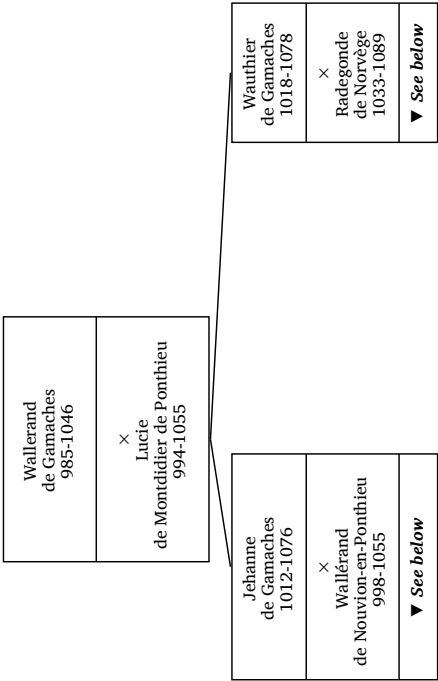 Wallerand
de Gamaches
985-1046
×
Lucie
de Montdidier de Ponthieu
994-1055
Jehanne
de Gamaches
1012-1076
×
Wallérand
de Nouvion-en-Ponthieu
998-1055
▼ See below
Wauthier
de Gamaches
1018-1078
×
Radegonde
de Norvège
1033-1089
▼ See below